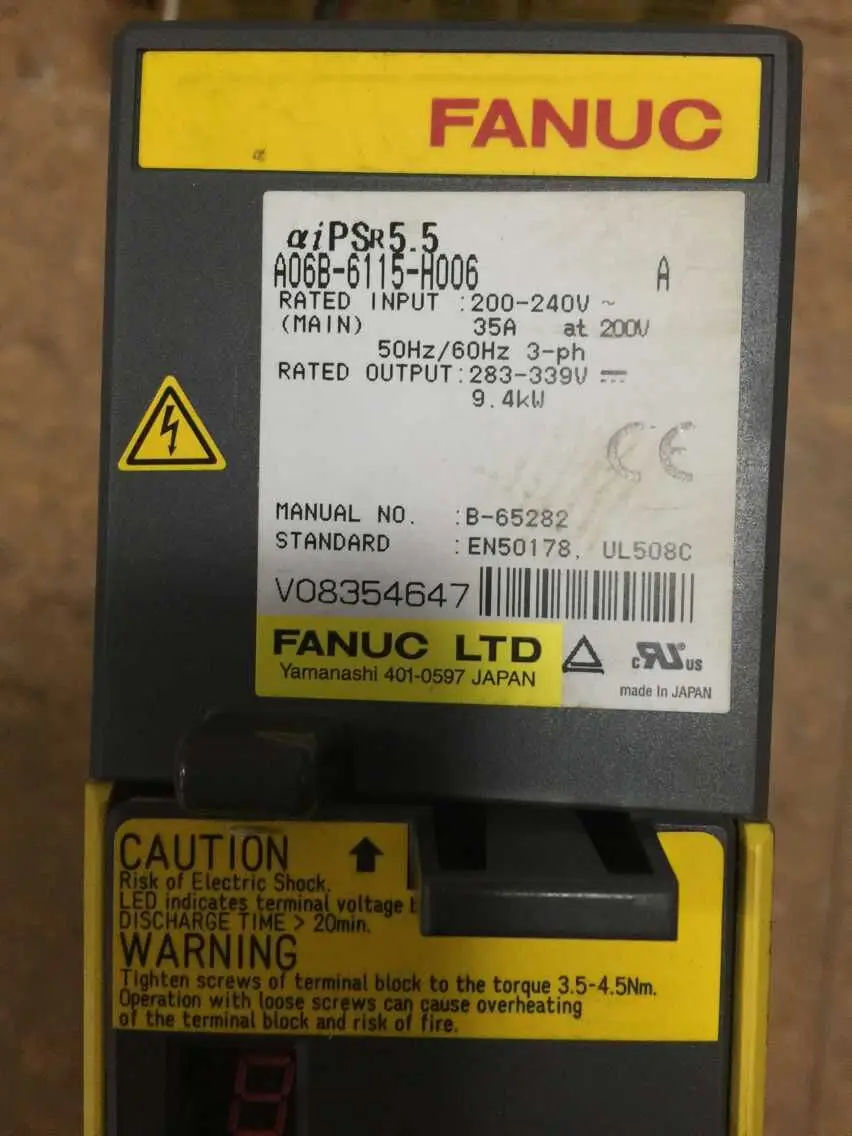 FANUC
αiPSR5.5
A06B-6115-H006 A
RATED INPUT :200-240V ~
(MAIN) 35A at 200V
50Hz/60Hz 3-ph
RATED OUTPUT:283-339V ⎓
9.4kW
CE
MANUAL NO. :B-65282
STANDARD :EN50178, UL508C
V08354647
FANUC LTD
Yamanashi 401-0597 JAPAN
c RU us
made in JAPAN
CAUTION
Risk of Electric Shock.
LED indicates terminal voltage
DISCHARGE TIME > 20min.
WARNING
Tighten screws of terminal block to the torque 3.5-4.5Nm.
Operation with loose screws can cause overheating
of the terminal block and risk of fire.